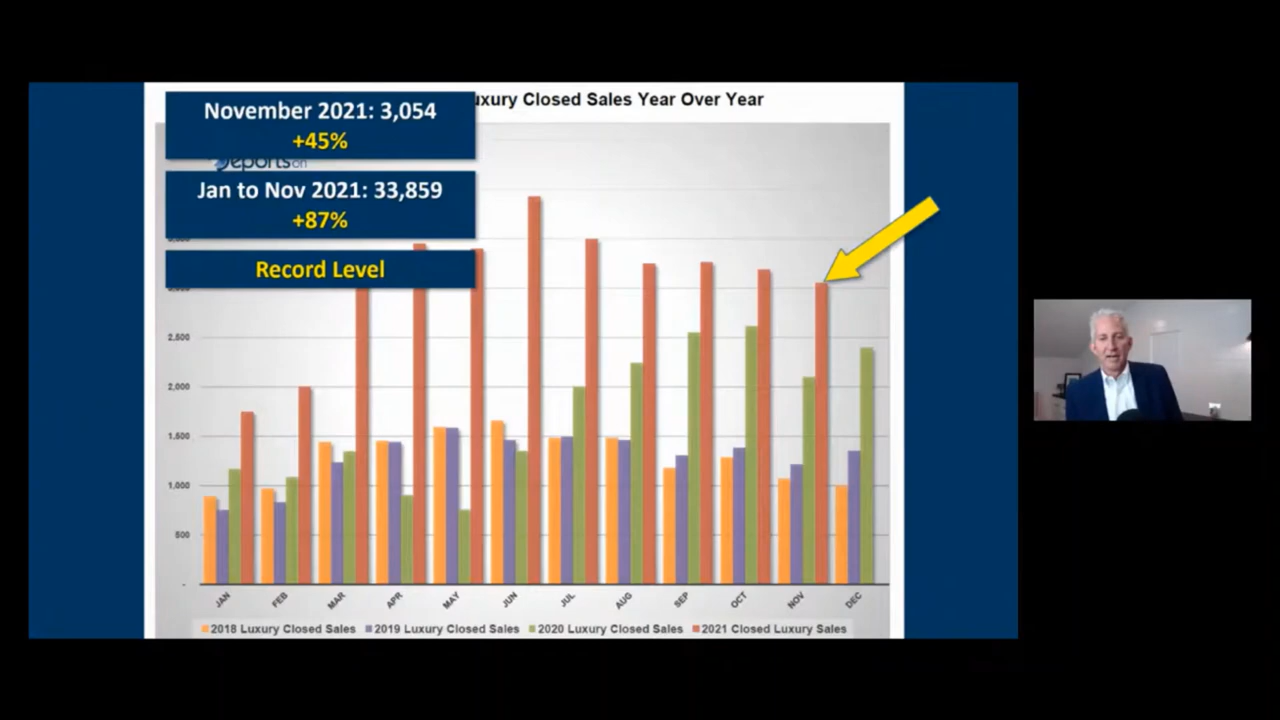 November 2021: 3,054
+45%
uxury Closed Sales Year Over Year
eportson
Jan to Nov 2021: 33,859
+87%
Record Level
2,500
2,000
1,500
1,000
500
-
JAN
FEB
MAR
APR
MAY
JUN
JUL
AUG
SEP
OCT
NOV
DEC
2018 Luxury Closed Sales 2019 Luxury Closed Sales 2020 Luxury Closed Sales 2021 Closed Luxury Sales